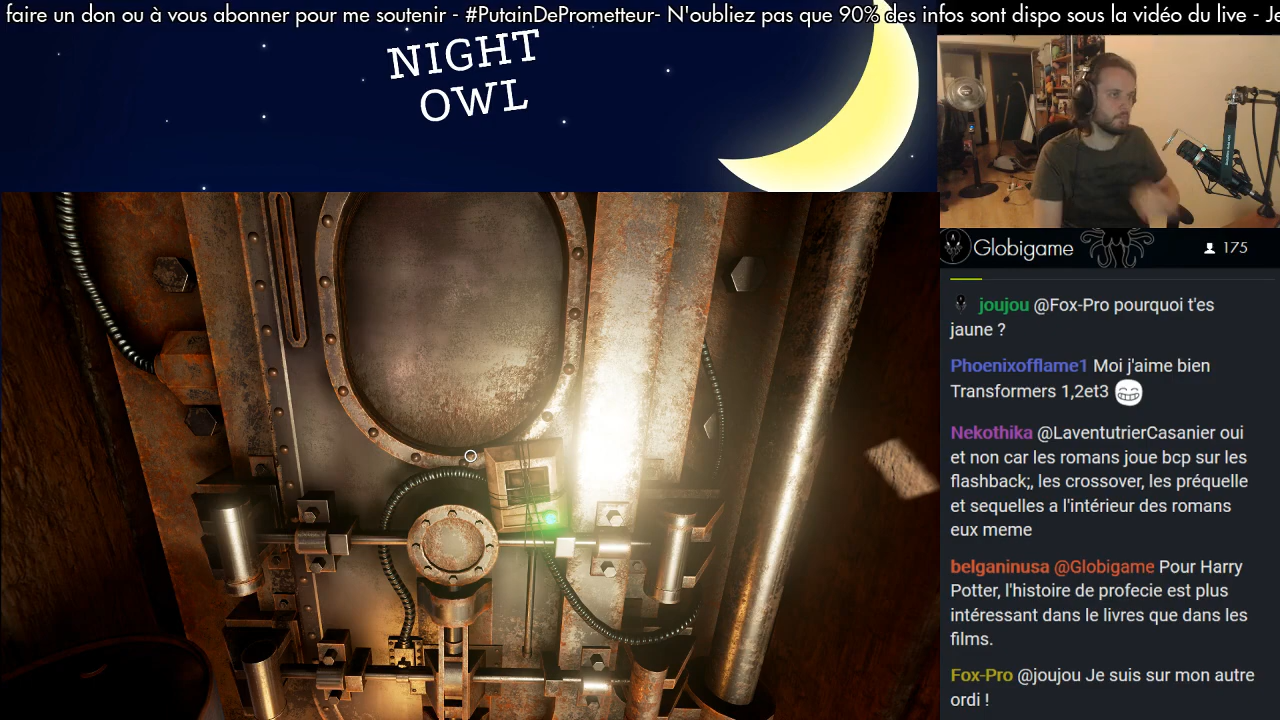 faire un don ou à vous abonner pour me soutenir - #PutainDePrometteur- N'oubliez pas que 90% des infos sont dispo sous la vidéo du live - Je
NIGHT
OWL
Globigame 175
joujou @Fox-Pro pourquoi t'es
jaune ?
Phoenixofflame1 Moi j'aime bien
Transformers 1,2et3
Nekothika @LaventutrierCasanier oui
et non car les romans joue bcp sur les
flashback;, les crossover, les préquelle
et sequelles a l'intérieur des romans
eux meme
belganinusa @Globigame Pour Harry
Potter, l'histoire de profecie est plus
intéressant dans le livres que dans les
films.
Fox-Pro @joujou Je suis sur mon autre
ordi !